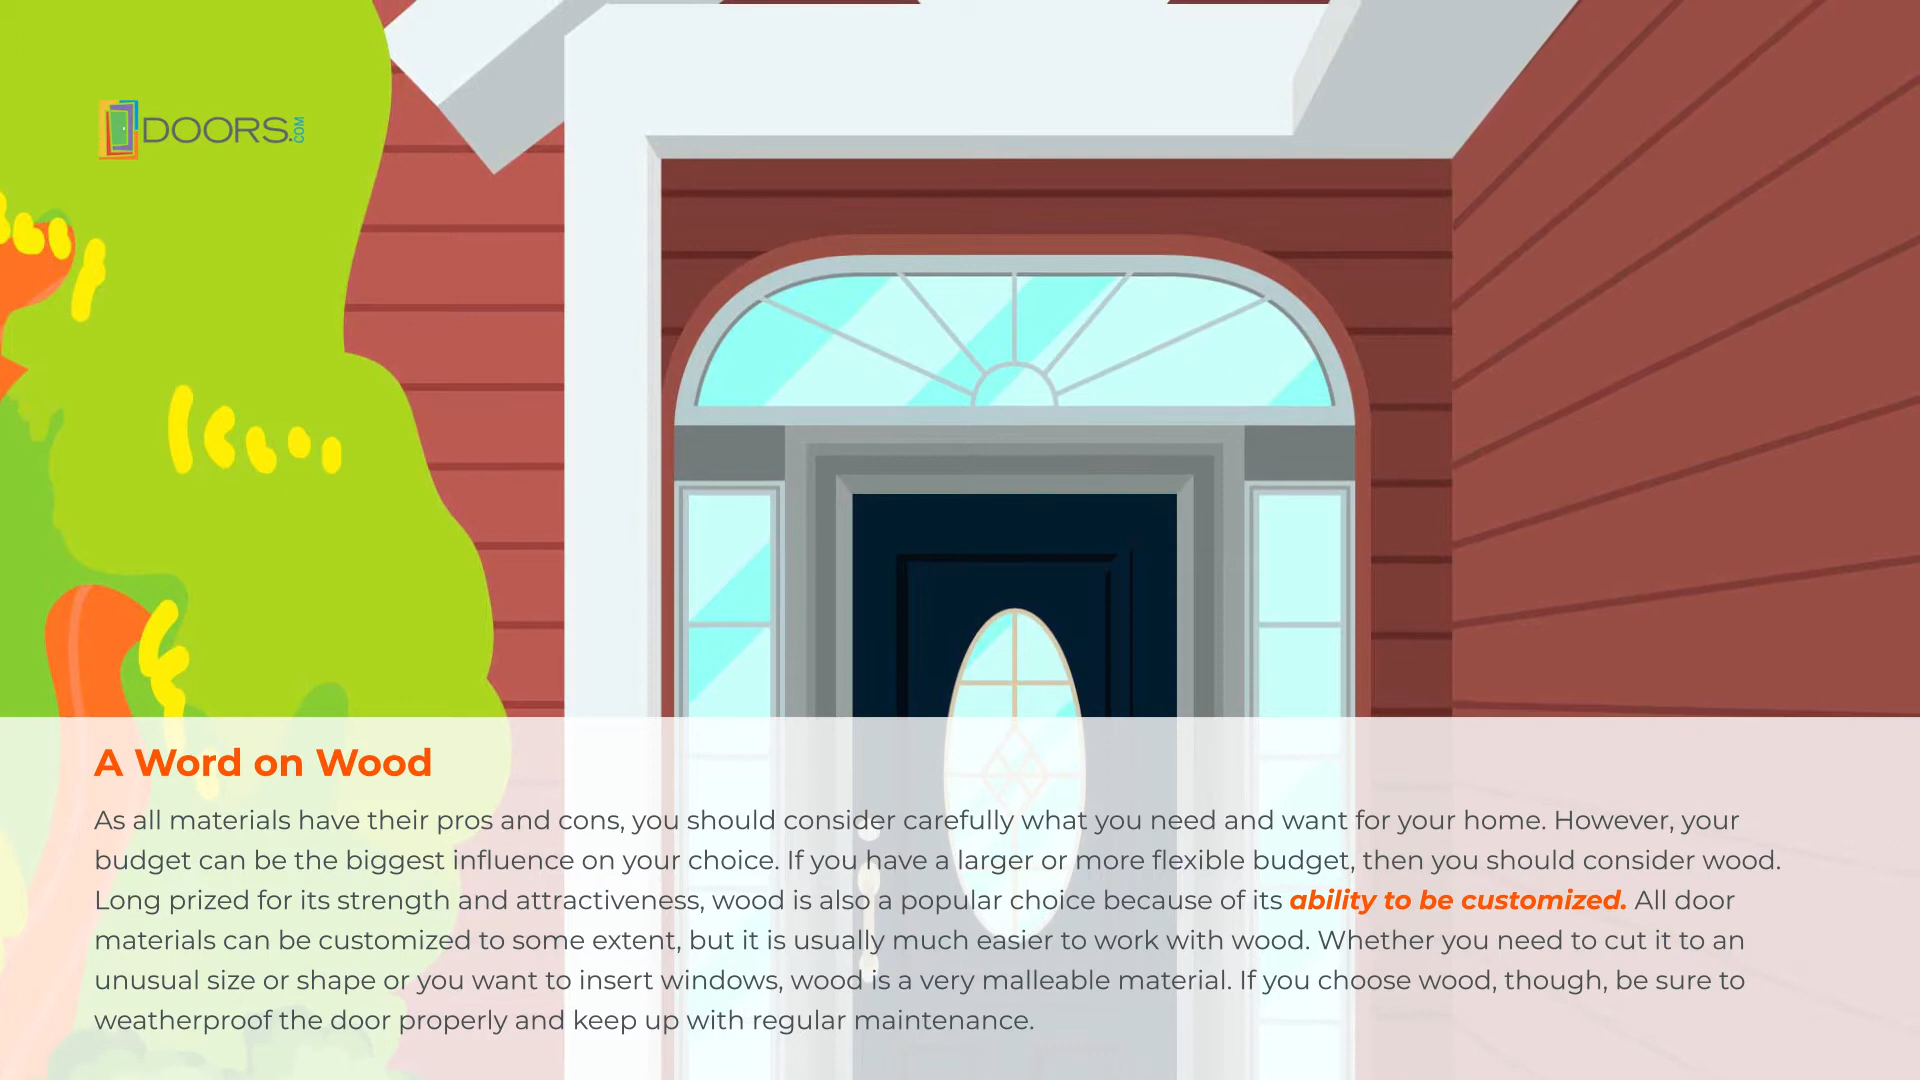 DOORS.COM
A Word on Wood
As all materials have their pros and cons, you should consider carefully what you need and want for your home. However, your
budget can be the biggest influence on your choice. If you have a larger or more flexible budget, then you should consider wood.
Long prized for its strength and attractiveness, wood is also a popular choice because of its ability to be customized. All door
materials can be customized to some extent, but it is usually much easier to work with wood. Whether you need to cut it to an
unusual size or shape or you want to insert windows, wood is a very malleable material. If you choose wood, though, be sure to
weatherproof the door properly and keep up with regular maintenance.